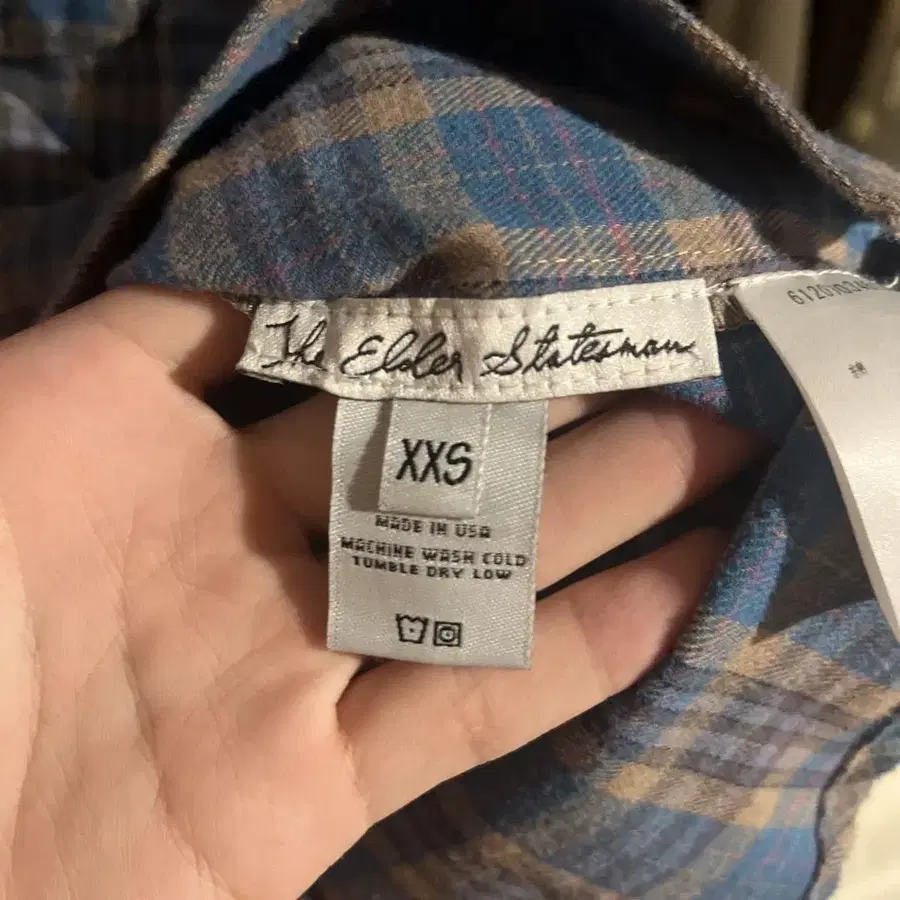 The Elder Statesman
XXS
MADE IN USA
MACHINE WASH COLD
TUMBLE DRY LOW